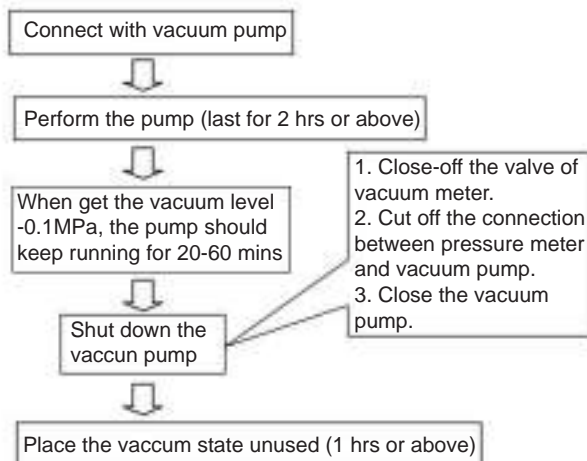 Connect with vacuum pump
Perform the pump (last for 2 hrs or above)
When get the vacuum level
-0.1MPa, the pump should
keep running for 20-60 mins
1. Close-off the valve of
vacuum meter.
2. Cut off the connection
between pressure meter
and vacuum pump.
3. Close the vacuum
pump.
Shut down the
vaccun pump
Place the vaccum state unused (1 hrs or above)